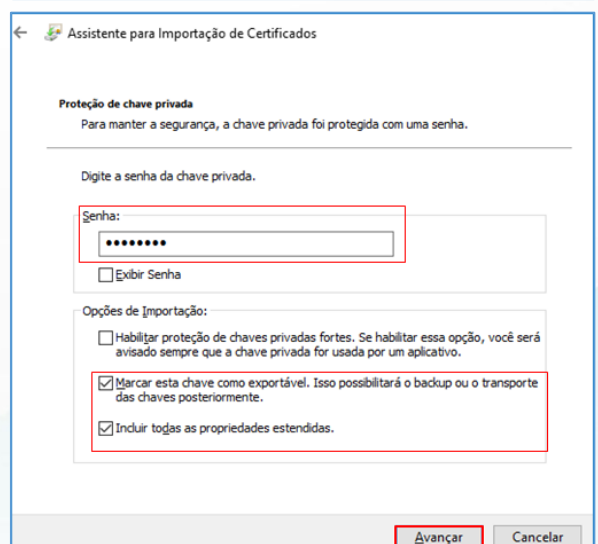 Assistente para Importação de Certificados
Proteção de chave privada
Para manter a segurança, a chave privada foi protegida com uma senha.
Digite a senha da chave privada.
Senha:
••••••••
Exibir Senha
Opções de Importação:
Habilitar proteção de chaves privadas fortes. Se habilitar essa opção, você será
avisado sempre que a chave privada for usada por um aplicativo.
Marcar esta chave como exportável. Isso possibilitará o backup ou o transporte
das chaves posteriormente.
Incluir todas as propriedades estendidas.
Avançar
Cancelar